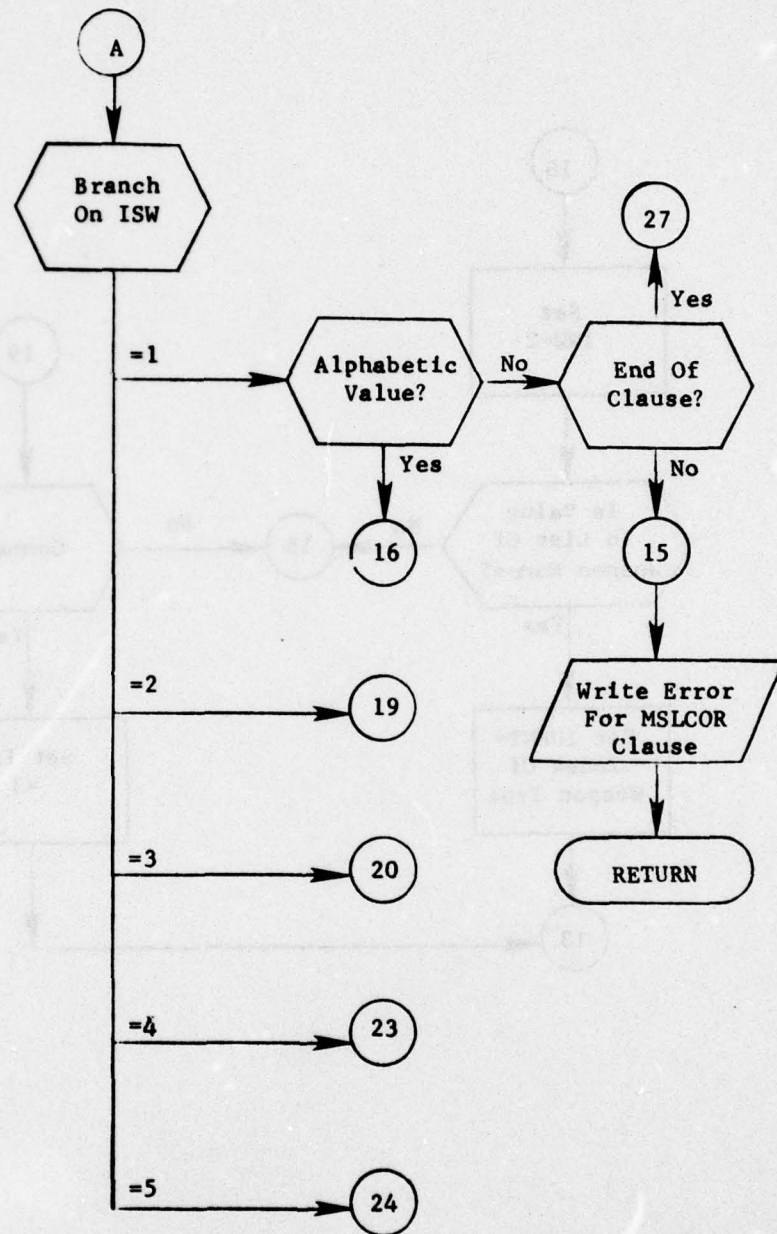 A
Branch
On ISW
27
Yes
=1
Alphabetic
Value?
No
End Of
Clause?
Yes
No
16
15
=2
19
Write Error
For MSLCOR
Clause
=3
20
RETURN
=4
23
=5
24